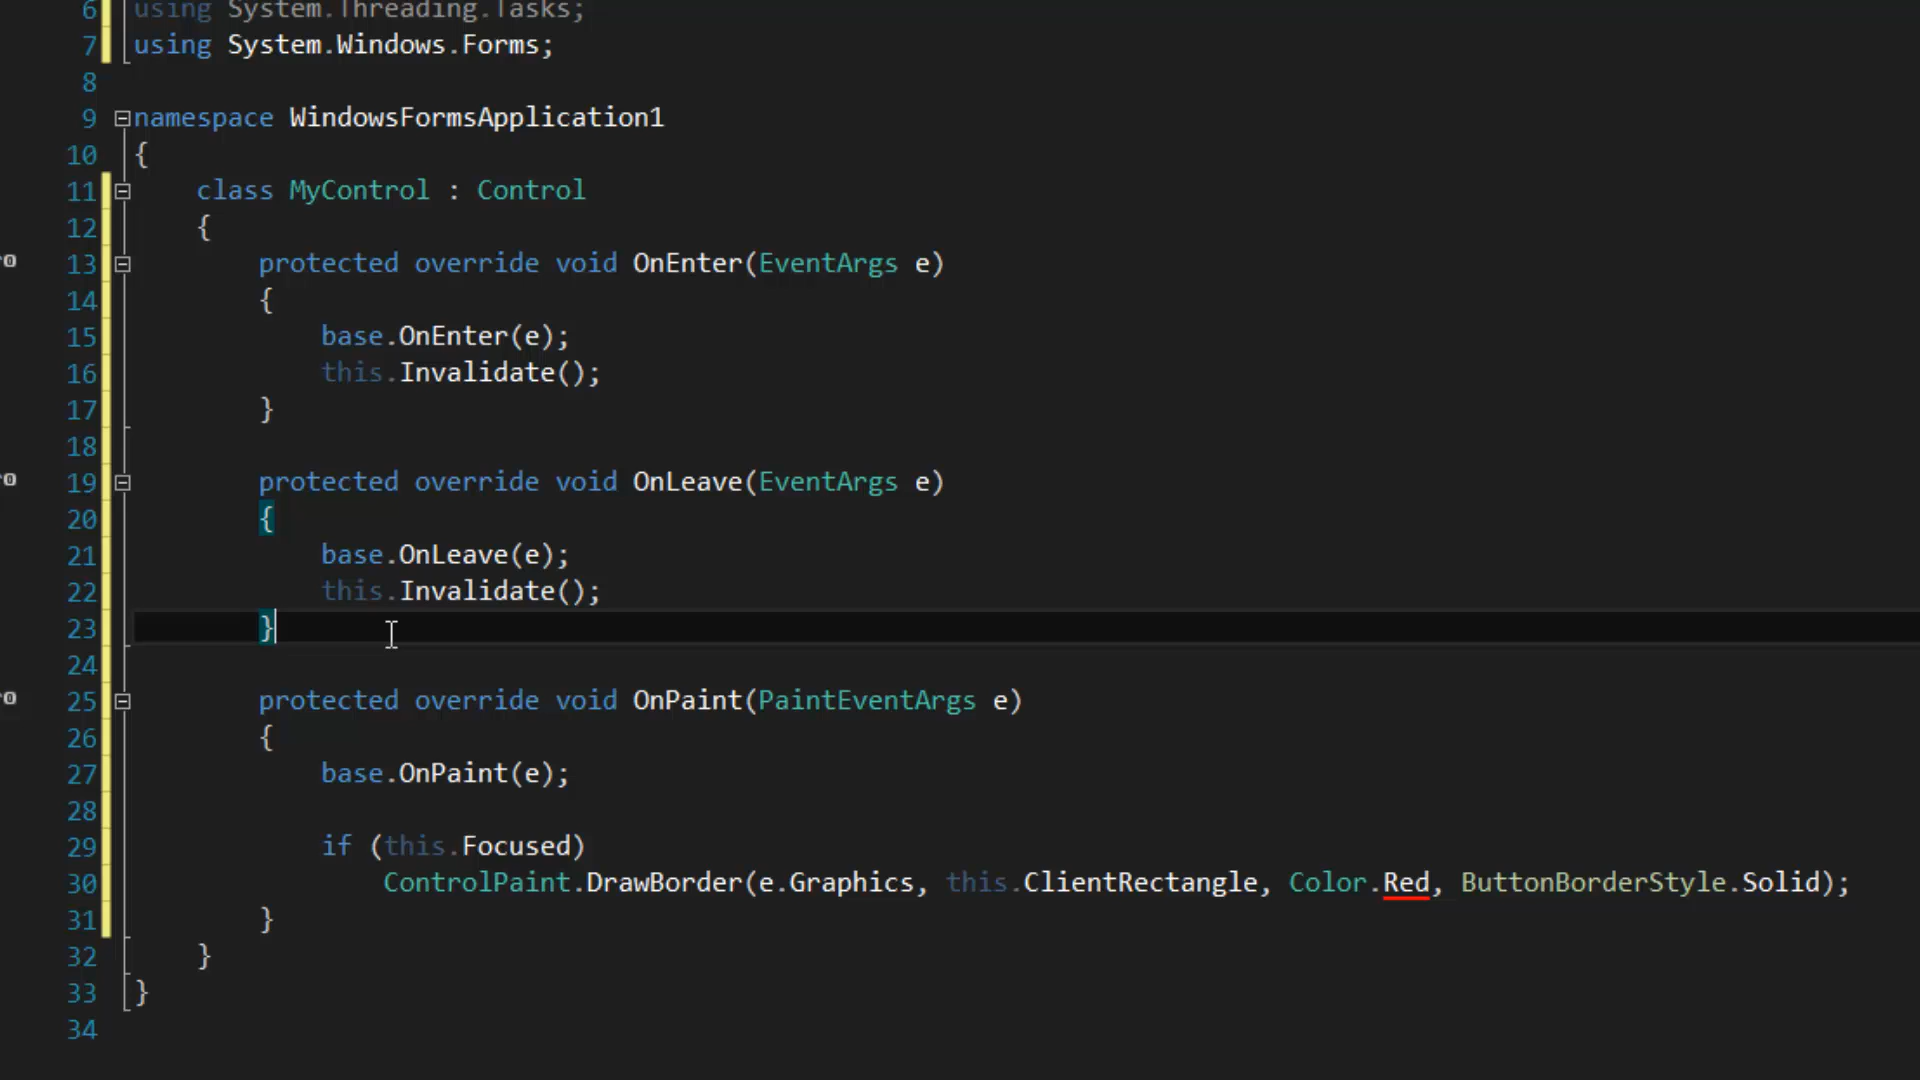 6 using System.Threading.Tasks;
7 using System.Windows.Forms;
8
9 namespace WindowsFormsApplication1
10 {
11 class MyControl : Control
12 {
13 protected override void OnEnter(EventArgs e)
14 {
15 base.OnEnter(e);
16 this.Invalidate();
17 }
18
19 protected override void OnLeave(EventArgs e)
20 {
21 base.OnLeave(e);
22 this.Invalidate();
23 }
24
25 protected override void OnPaint(PaintEventArgs e)
26 {
27 base.OnPaint(e);
28
29 if (this.Focused)
30 ControlPaint.DrawBorder(e.Graphics, this.ClientRectangle, Color.Red, ButtonBorderStyle.Solid);
31 }
32 }
33 }
34